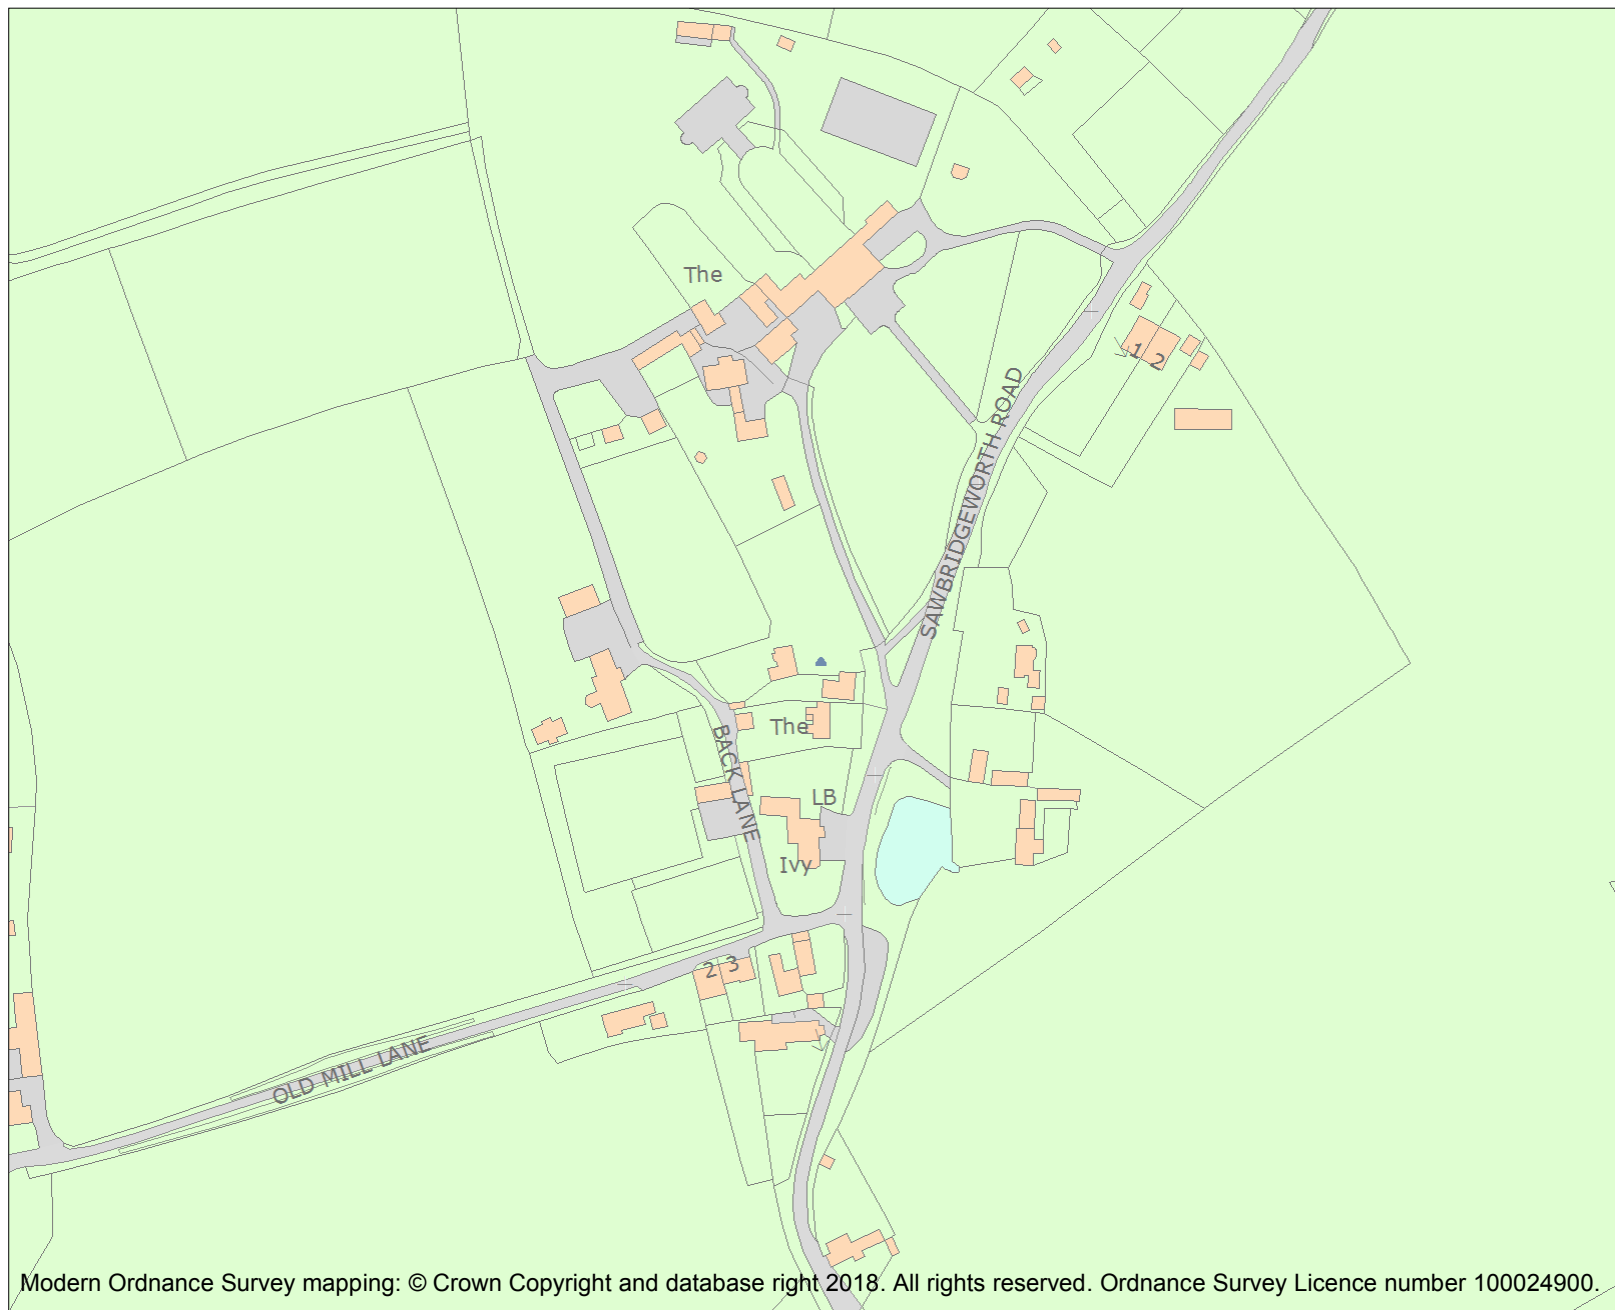 The
1
2
SAWBRIDGEWORTH ROAD
The
BACK LANE
LB
Ivy
2 3
OLD MILL LANE
Modern Ordnance Survey mapping: © Crown Copyright and database right 2018. All rights reserved. Ordnance Survey Licence number 100024900.